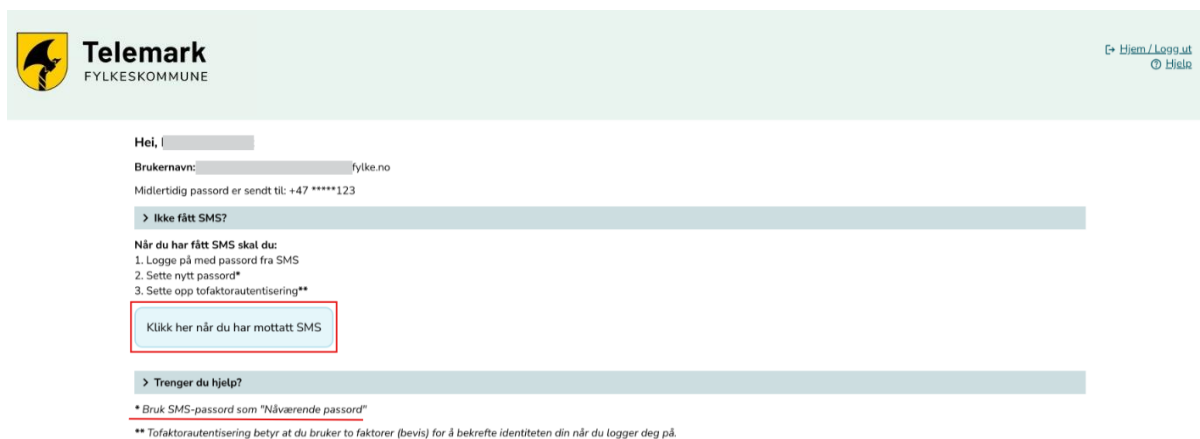 Telemark
FYLKESKOMMUNE
Hjem / Logg ut
Hjelp
Hei,
Brukernavn: fylke.no
Midlertidig passord er sendt til: +47 *****123
> Ikke fått SMS?
Når du har fått SMS skal du:
1. Logge på med passord fra SMS
2. Sette nytt passord*
3. Sette opp tofaktorautentisering**
Klikk her når du har mottatt SMS
> Trenger du hjelp?
* Bruk SMS-passord som "Nåværende passord"
** Tofaktorautentisering betyr at du bruker to faktorer (bevis) for å bekrefte identiteten din når du logger deg på.